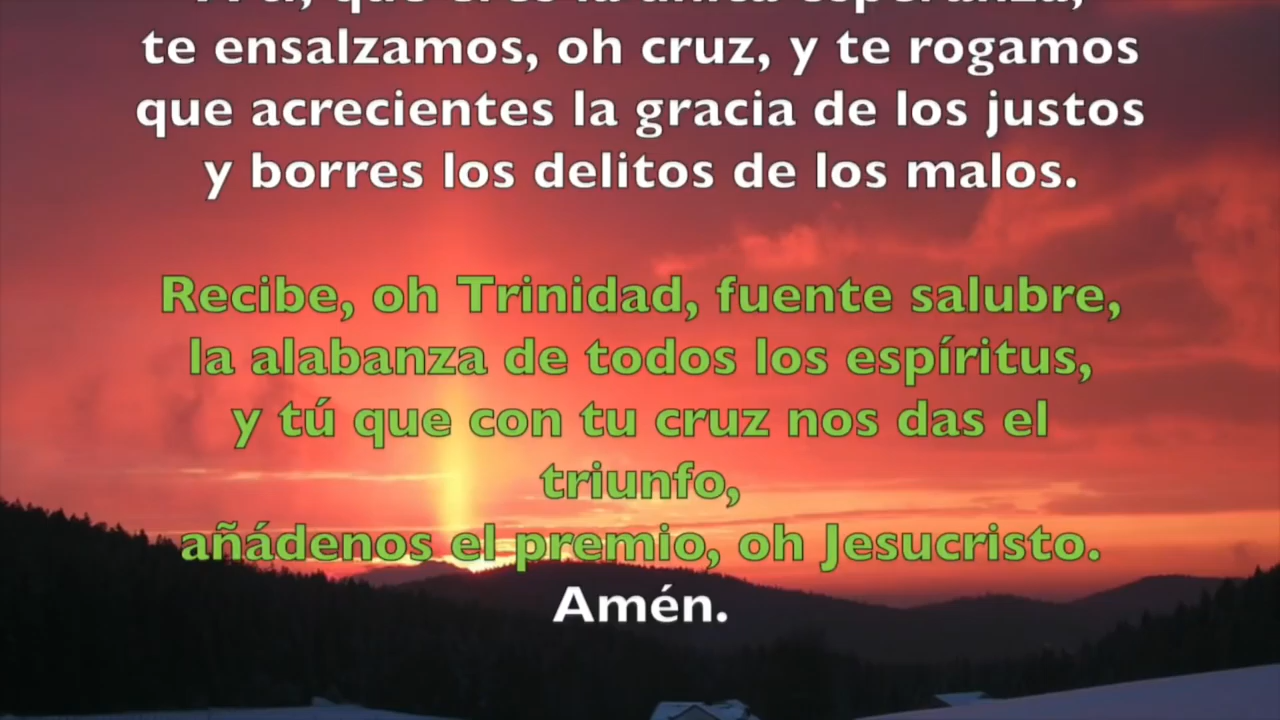 te ensalzamos, oh cruz, y te rogamos
que acrecientes la gracia de los justos
y borres los delitos de los malos.
Recibe, oh Trinidad, fuente salubre,
la alabanza de todos los espíritus,
y tú que con tu cruz nos das el
triunfo,
añádenos el premio, oh Jesucristo.
Amén.